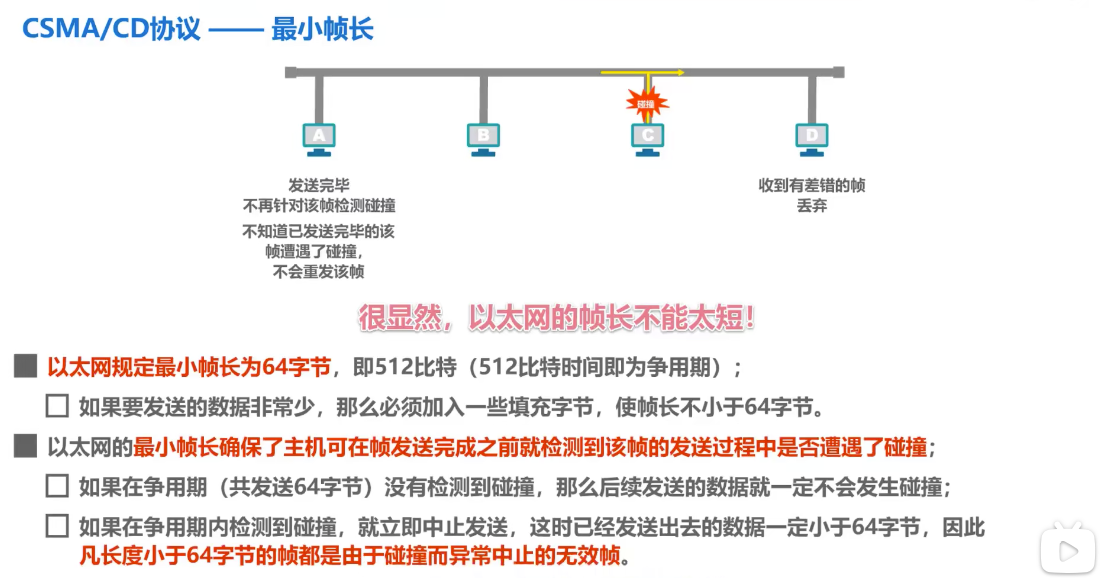 CSMA/CD协议 —— 最小帧长
碰撞
A
B
C
D
发送完毕
不再针对该帧检测碰撞
不知道已发送完毕的该
帧遭遇了碰撞，
不会重发该帧
收到有差错的帧
丢弃
很显然，以太网的帧长不能太短！
以太网规定最小帧长为64字节，即512比特（512比特时间即为争用期）；
如果要发送的数据非常少，那么必须加入一些填充字节，使帧长不小于64字节。
以太网的最小帧长确保了主机可在帧发送完成之前就检测到该帧的发送过程中是否遭遇了碰撞；
如果在争用期（共发送64字节）没有检测到碰撞，那么后续发送的数据就一定不会发生碰撞；
如果在争用期内检测到碰撞，就立即中止发送，这时已经发送出去的数据一定小于64字节，因此
凡长度小于64字节的帧都是由于碰撞而异常中止的无效帧。